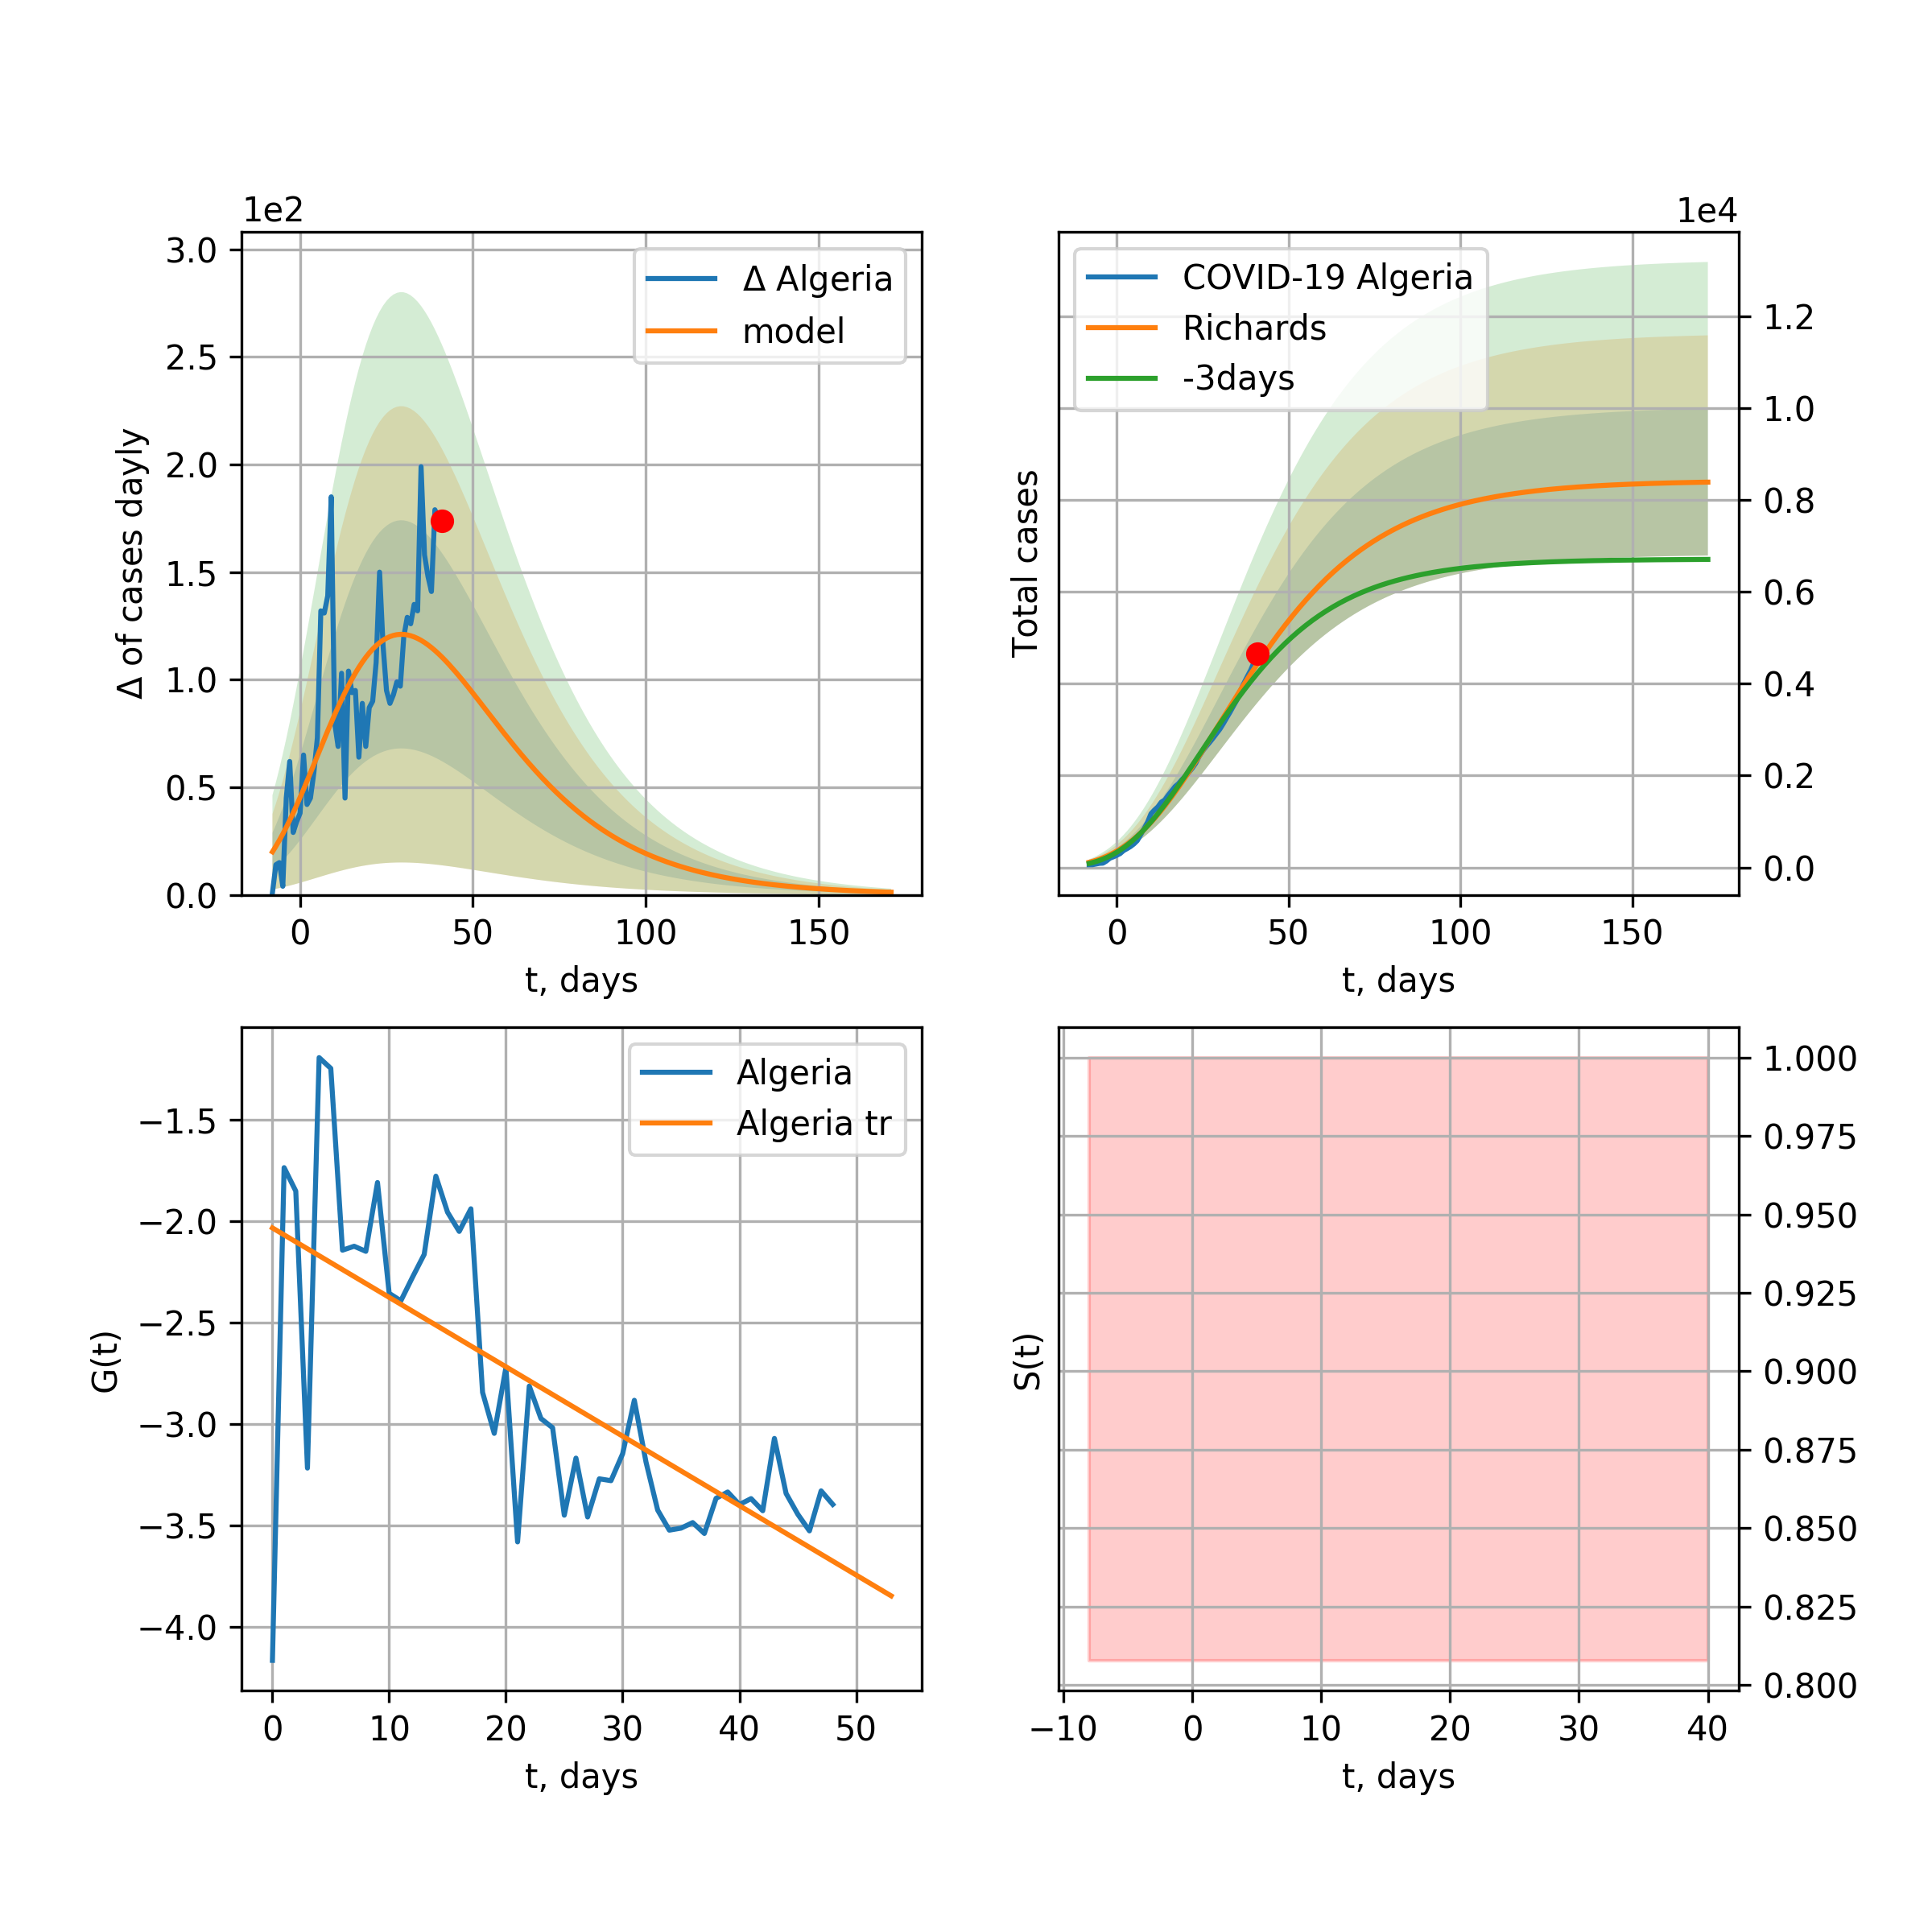 1e2
3.0
2.5
2.0
1.5
1.0
0.5
0.0
Δ of cases dayly
Δ Algeria
model
0 50 100 150
t, days
1e4
COVID-19 Algeria
Richards
-3days
Total cases
1.2
1.0
0.8
0.6
0.4
0.2
0.0
0 50 100 150
t, days
Algeria
Algeria tr
G(t)
−1.5
−2.0
−2.5
−3.0
−3.5
−4.0
0 10 20 30 40 50
t, days
S(t)
1.000
0.975
0.950
0.925
0.900
0.875
0.850
0.825
0.800
−10 0 10 20 30 40
t, days